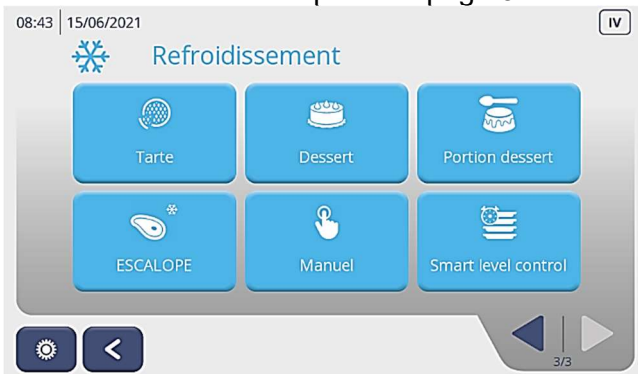 08:43 15/06/2021 IV
Refroidissement
Tarte Dessert Portion dessert
ESCALOPE Manuel Smart level control
3/3